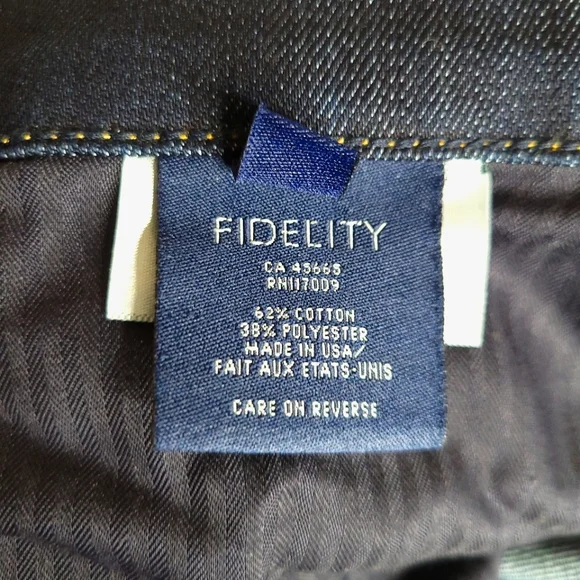 FIDELITY
CA 45665
RN117009
62% COTTON
38% POLYESTER
MADE IN USA
FAIT AUX ETATS-UNIS
CARE ON REVERSE